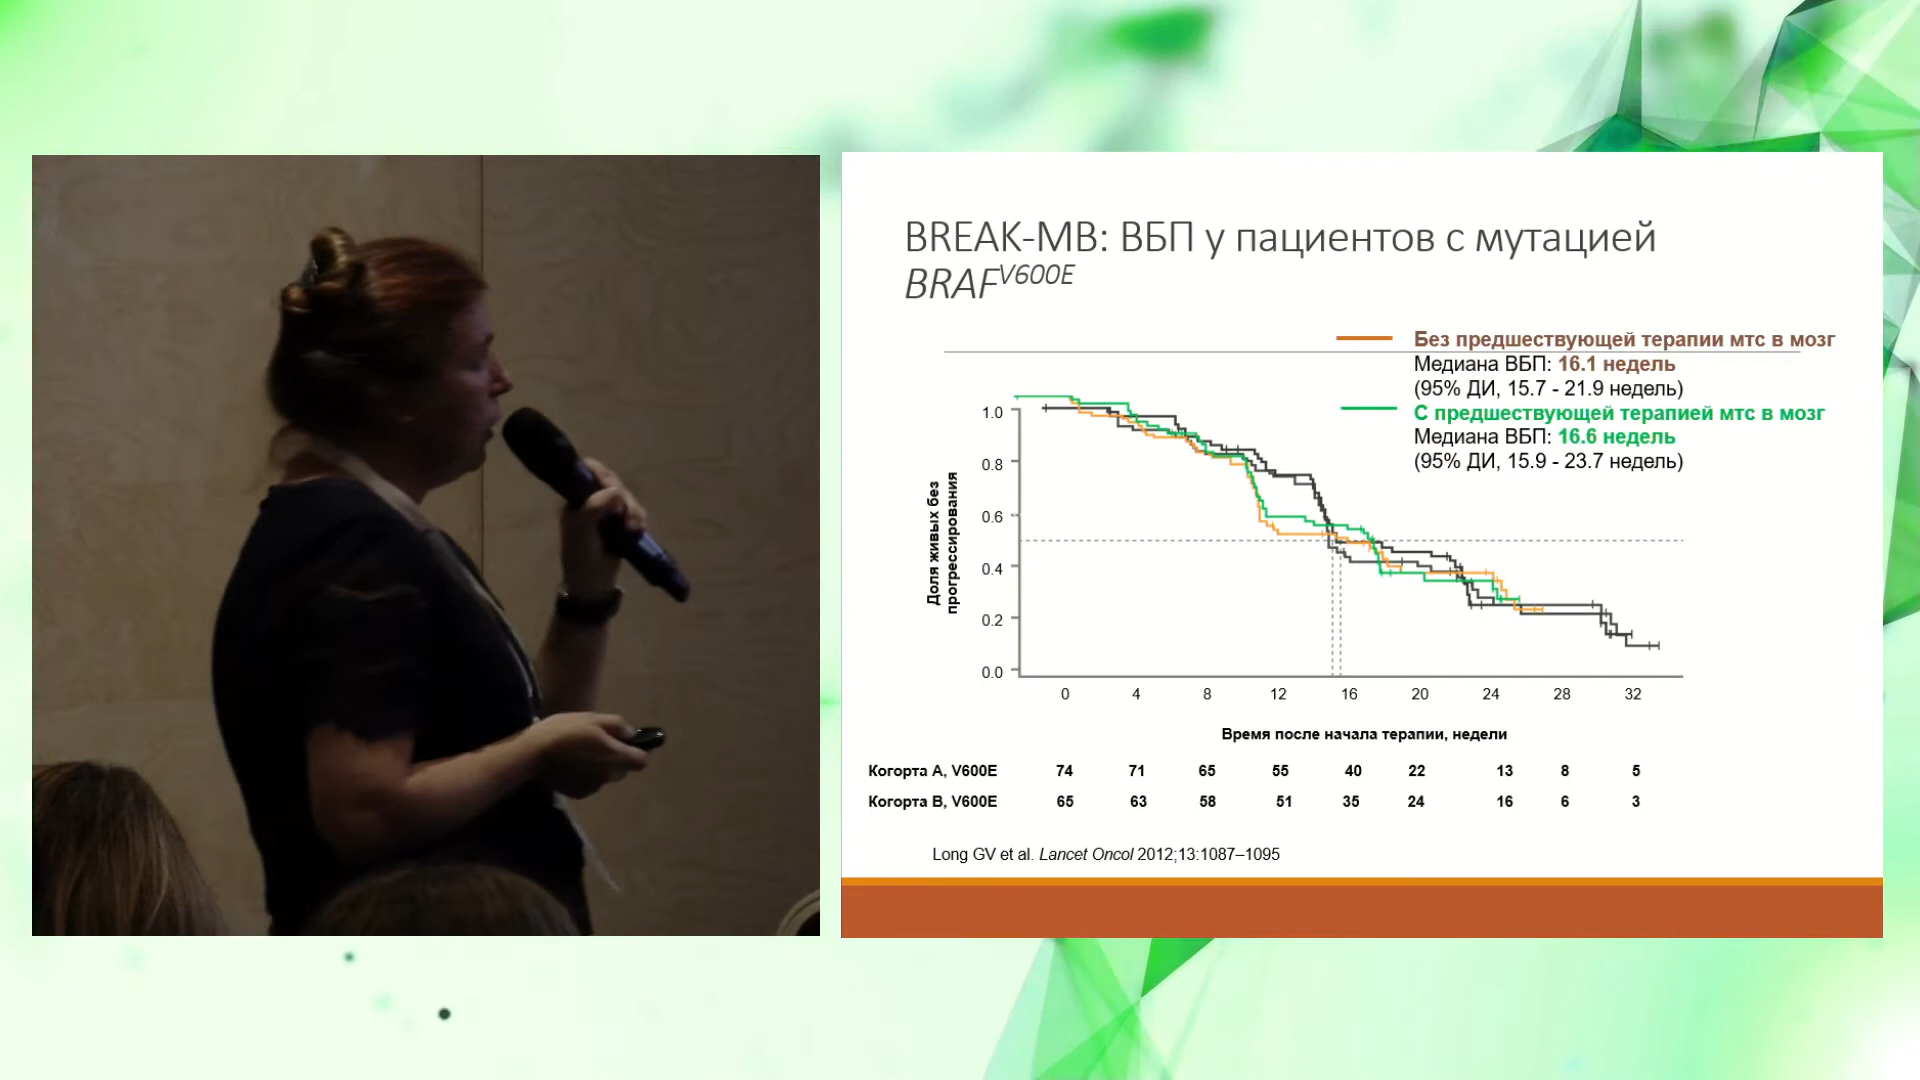 BREAK-MB: ВБП у пациентов с мутацией
BRAFV600E
Без предшествующей терапии мтс в мозг
Медиана ВБП: 16.1 недель
(95% ДИ, 15.7 - 21.9 недель)
С предшествующей терапией мтс в мозг
Медиана ВБП: 16.6 недель
(95% ДИ, 15.9 - 23.7 недель)
Доля живых без
прогрессирования
1.0
0.8
0.6
0.4
0.2
0.0
0 4 8 12 16 20 24 28 32
Время после начала терапии, недели
Когорта A, V600E 74 71 65 55 40 22 13 8 5
Когорта B, V600E 65 63 58 51 35 24 16 6 3
Long GV et al. Lancet Oncol 2012;13:1087–1095